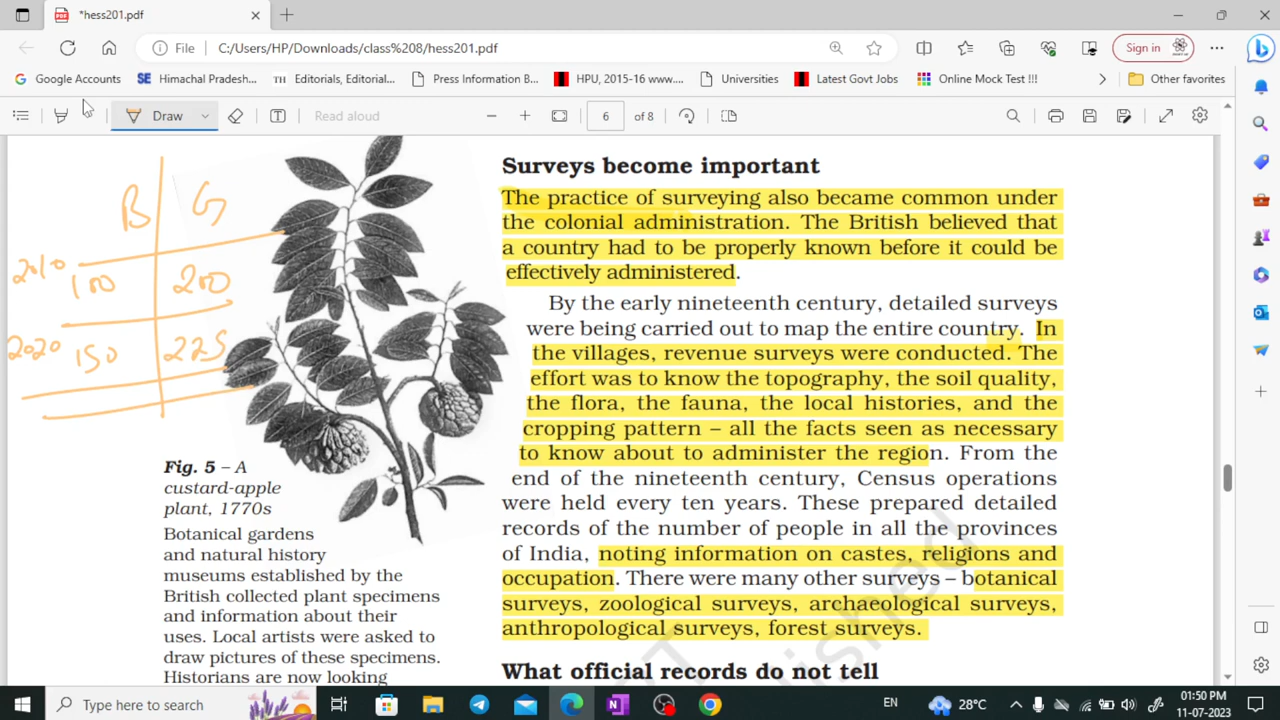 *hess201.pdf
File C:/Users/HP/Downloads/class%208/hess201.pdf
Sign in
Google Accounts
Himachal Pradesh...
Editorials, Editorial...
Press Information B...
HPU, 2015-16 www....
Universities
Latest Govt Jobs
Online Mock Test !!!
Other favorites
Draw
Read aloud
6 of 8
B G
2010 100 200
2020 150 225
Fig. 5 – A
custard-apple
plant, 1770s
Botanical gardens
and natural history
museums established by the
British collected plant specimens
and information about their
uses. Local artists were asked to
draw pictures of these specimens.
Historians are now looking
Surveys become important
The practice of surveying also became common under
the colonial administration. The British believed that
a country had to be properly known before it could be
effectively administered.
By the early nineteenth century, detailed surveys
were being carried out to map the entire country. In
the villages, revenue surveys were conducted. The
effort was to know the topography, the soil quality,
the flora, the fauna, the local histories, and the
cropping pattern – all the facts seen as necessary
to know about to administer the region. From the
end of the nineteenth century, Census operations
were held every ten years. These prepared detailed
records of the number of people in all the provinces
of India, noting information on castes, religions and
occupation. There were many other surveys – botanical
surveys, zoological surveys, archaeological surveys,
anthropological surveys, forest surveys.
What official records do not tell
Type here to search
28°C
EN
01:50 PM
11-07-2023